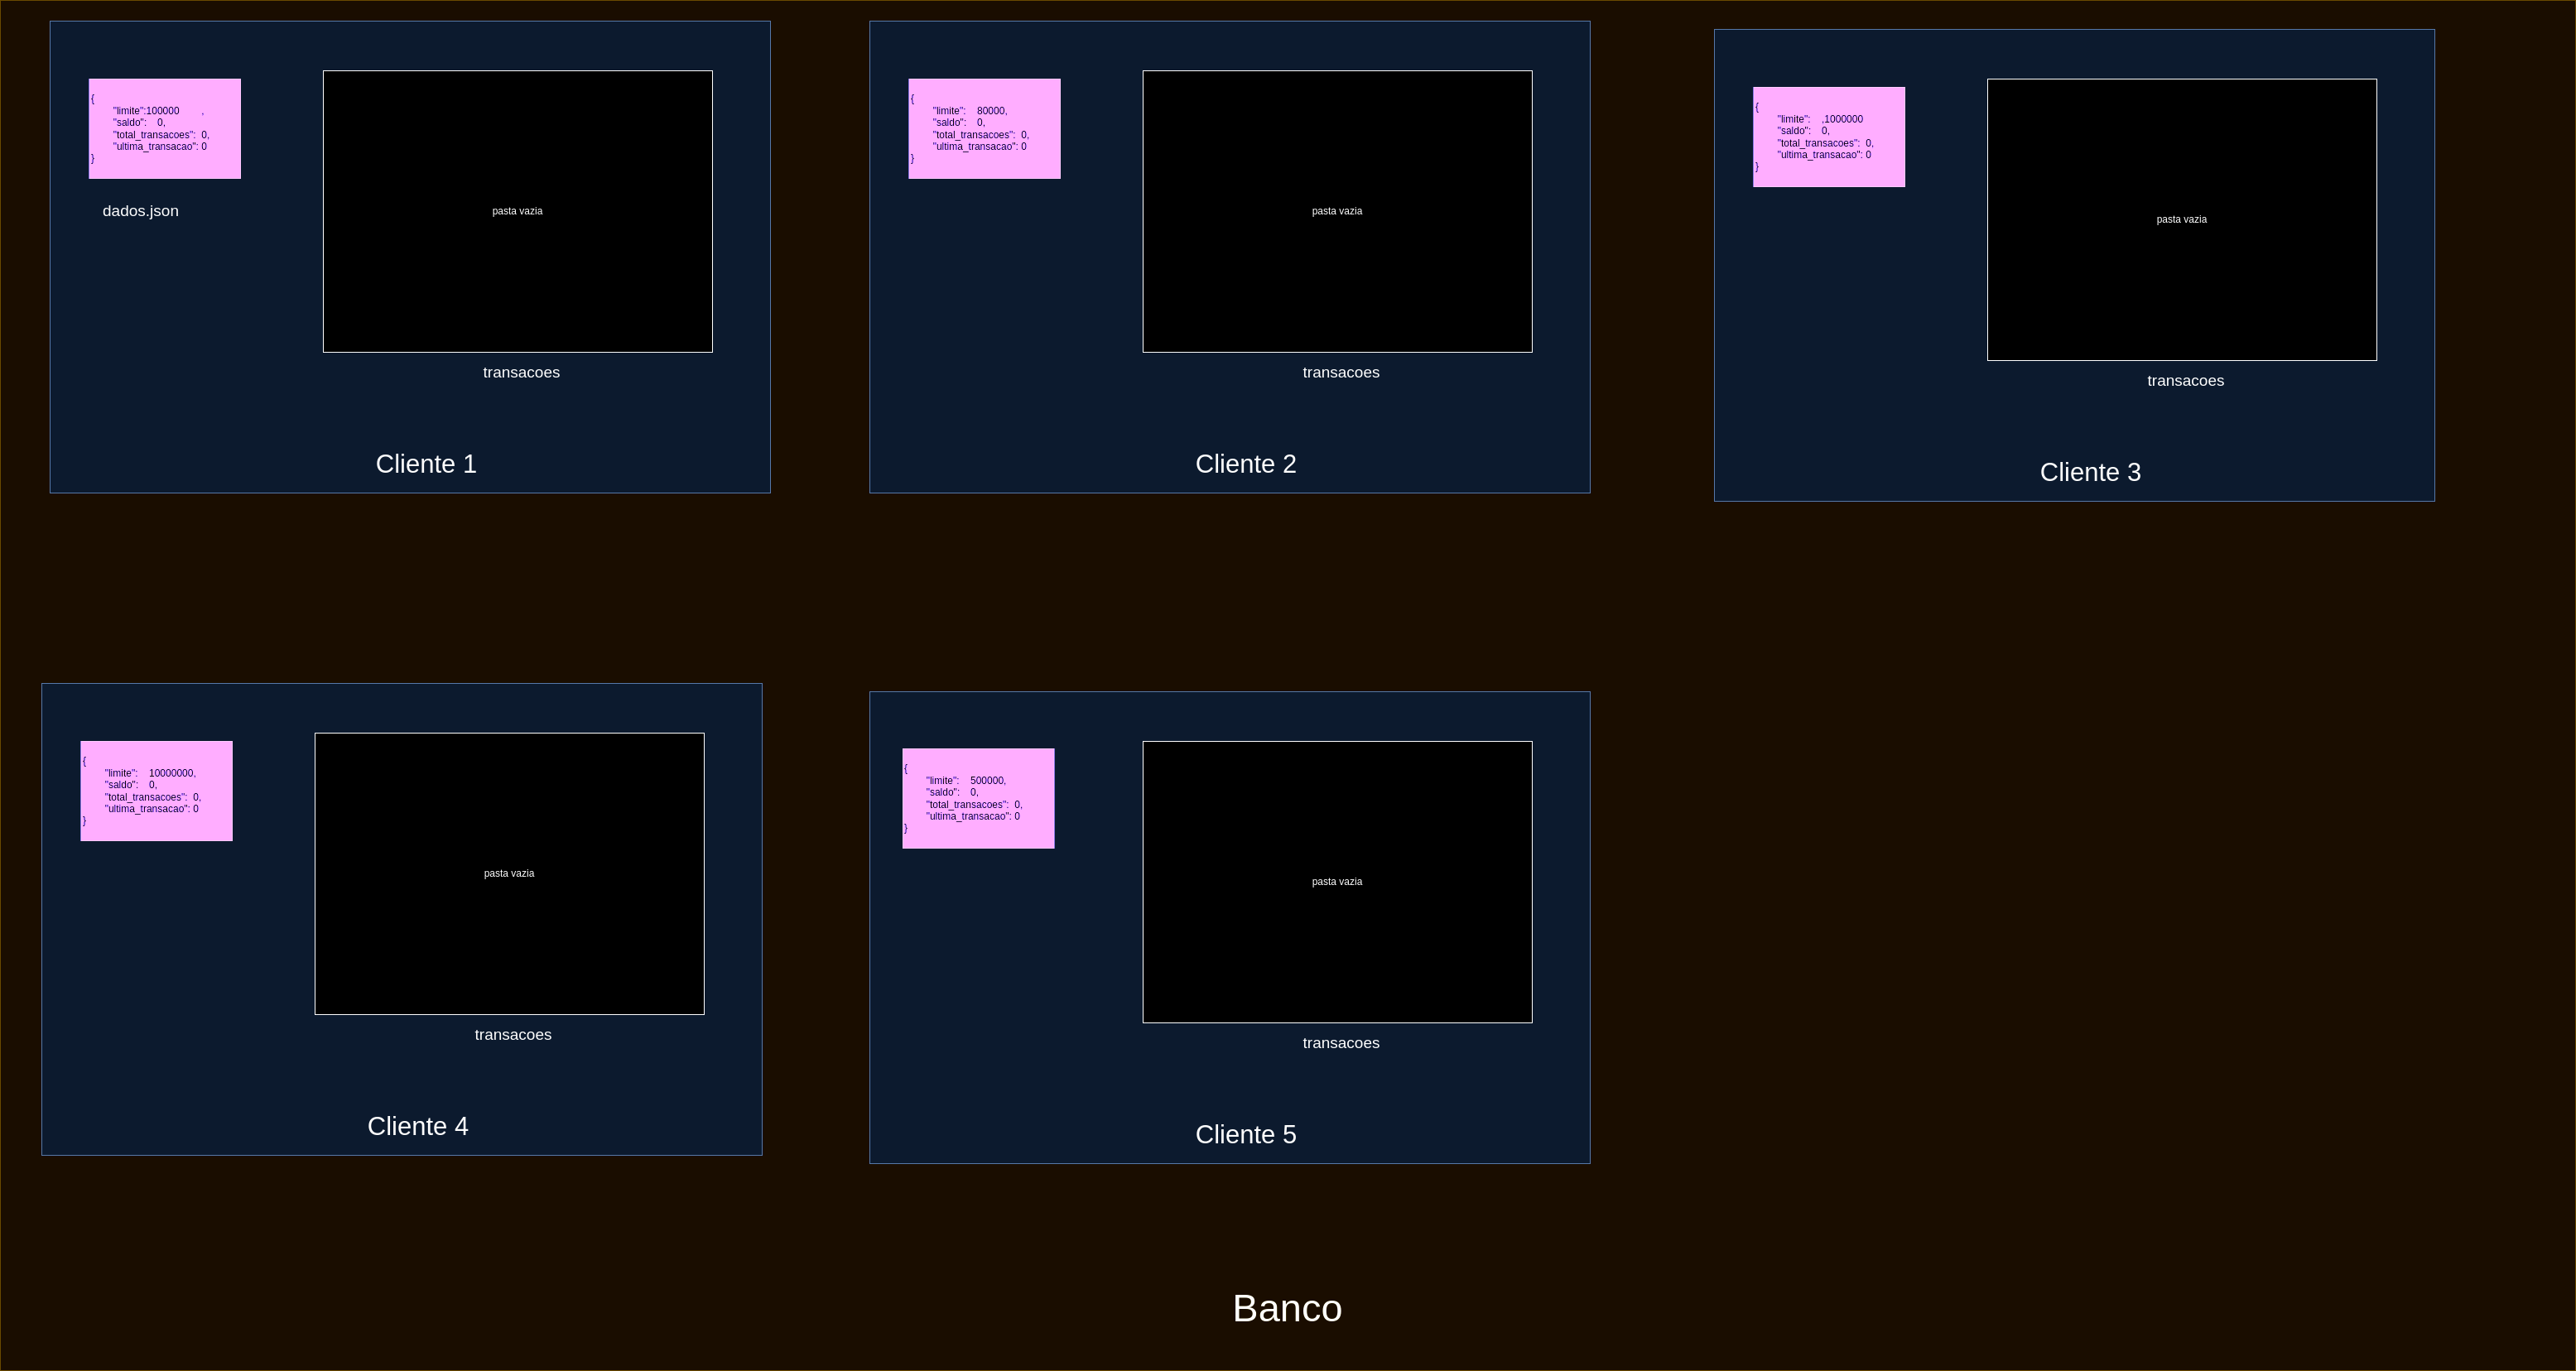 {
"limite":100000 ,
"saldo": 0,
"total_transacoes": 0,
"ultima_transacao": 0
}
dados.json
pasta vazia
transacoes
Cliente 1
{
"limite": 80000,
"saldo": 0,
"total_transacoes": 0,
"ultima_transacao": 0
}
pasta vazia
transacoes
Cliente 2
{
"limite": ,1000000
"saldo": 0,
"total_transacoes": 0,
"ultima_transacao": 0
}
pasta vazia
transacoes
Cliente 3
{
"limite": 10000000,
"saldo": 0,
"total_transacoes": 0,
"ultima_transacao": 0
}
pasta vazia
transacoes
Cliente 4
{
"limite": 500000,
"saldo": 0,
"total_transacoes": 0,
"ultima_transacao": 0
}
pasta vazia
transacoes
Cliente 5
Banco